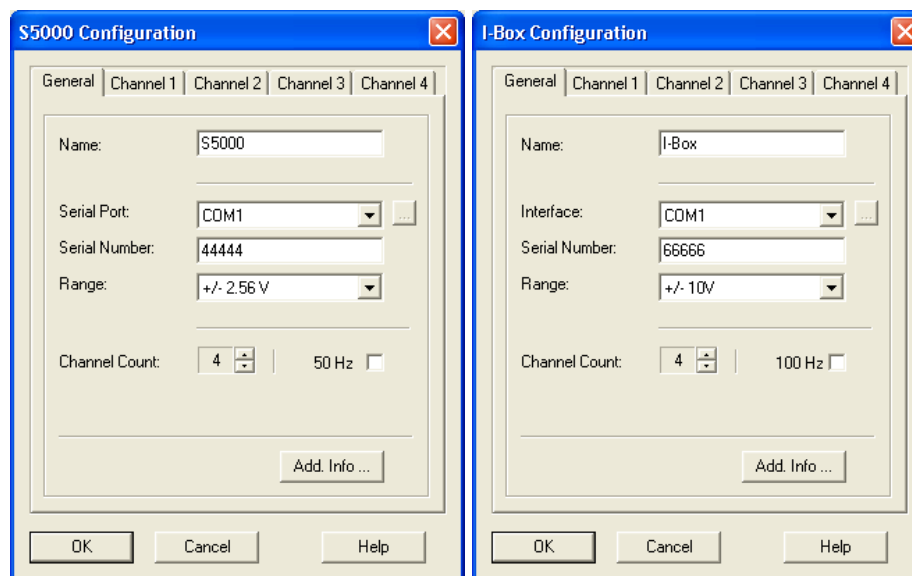 S5000 Configuration
General Channel 1 Channel 2 Channel 3 Channel 4
Name: S5000
Serial Port: COM1 ...
Serial Number: 44444
Range: +/- 2.56 V
Channel Count: 4 50 Hz
Add. Info ...
OK Cancel Help
I-Box Configuration
General Channel 1 Channel 2 Channel 3 Channel 4
Name: I-Box
Interface: COM1 ...
Serial Number: 66666
Range: +/- 10V
Channel Count: 4 100 Hz
Add. Info ...
OK Cancel Help